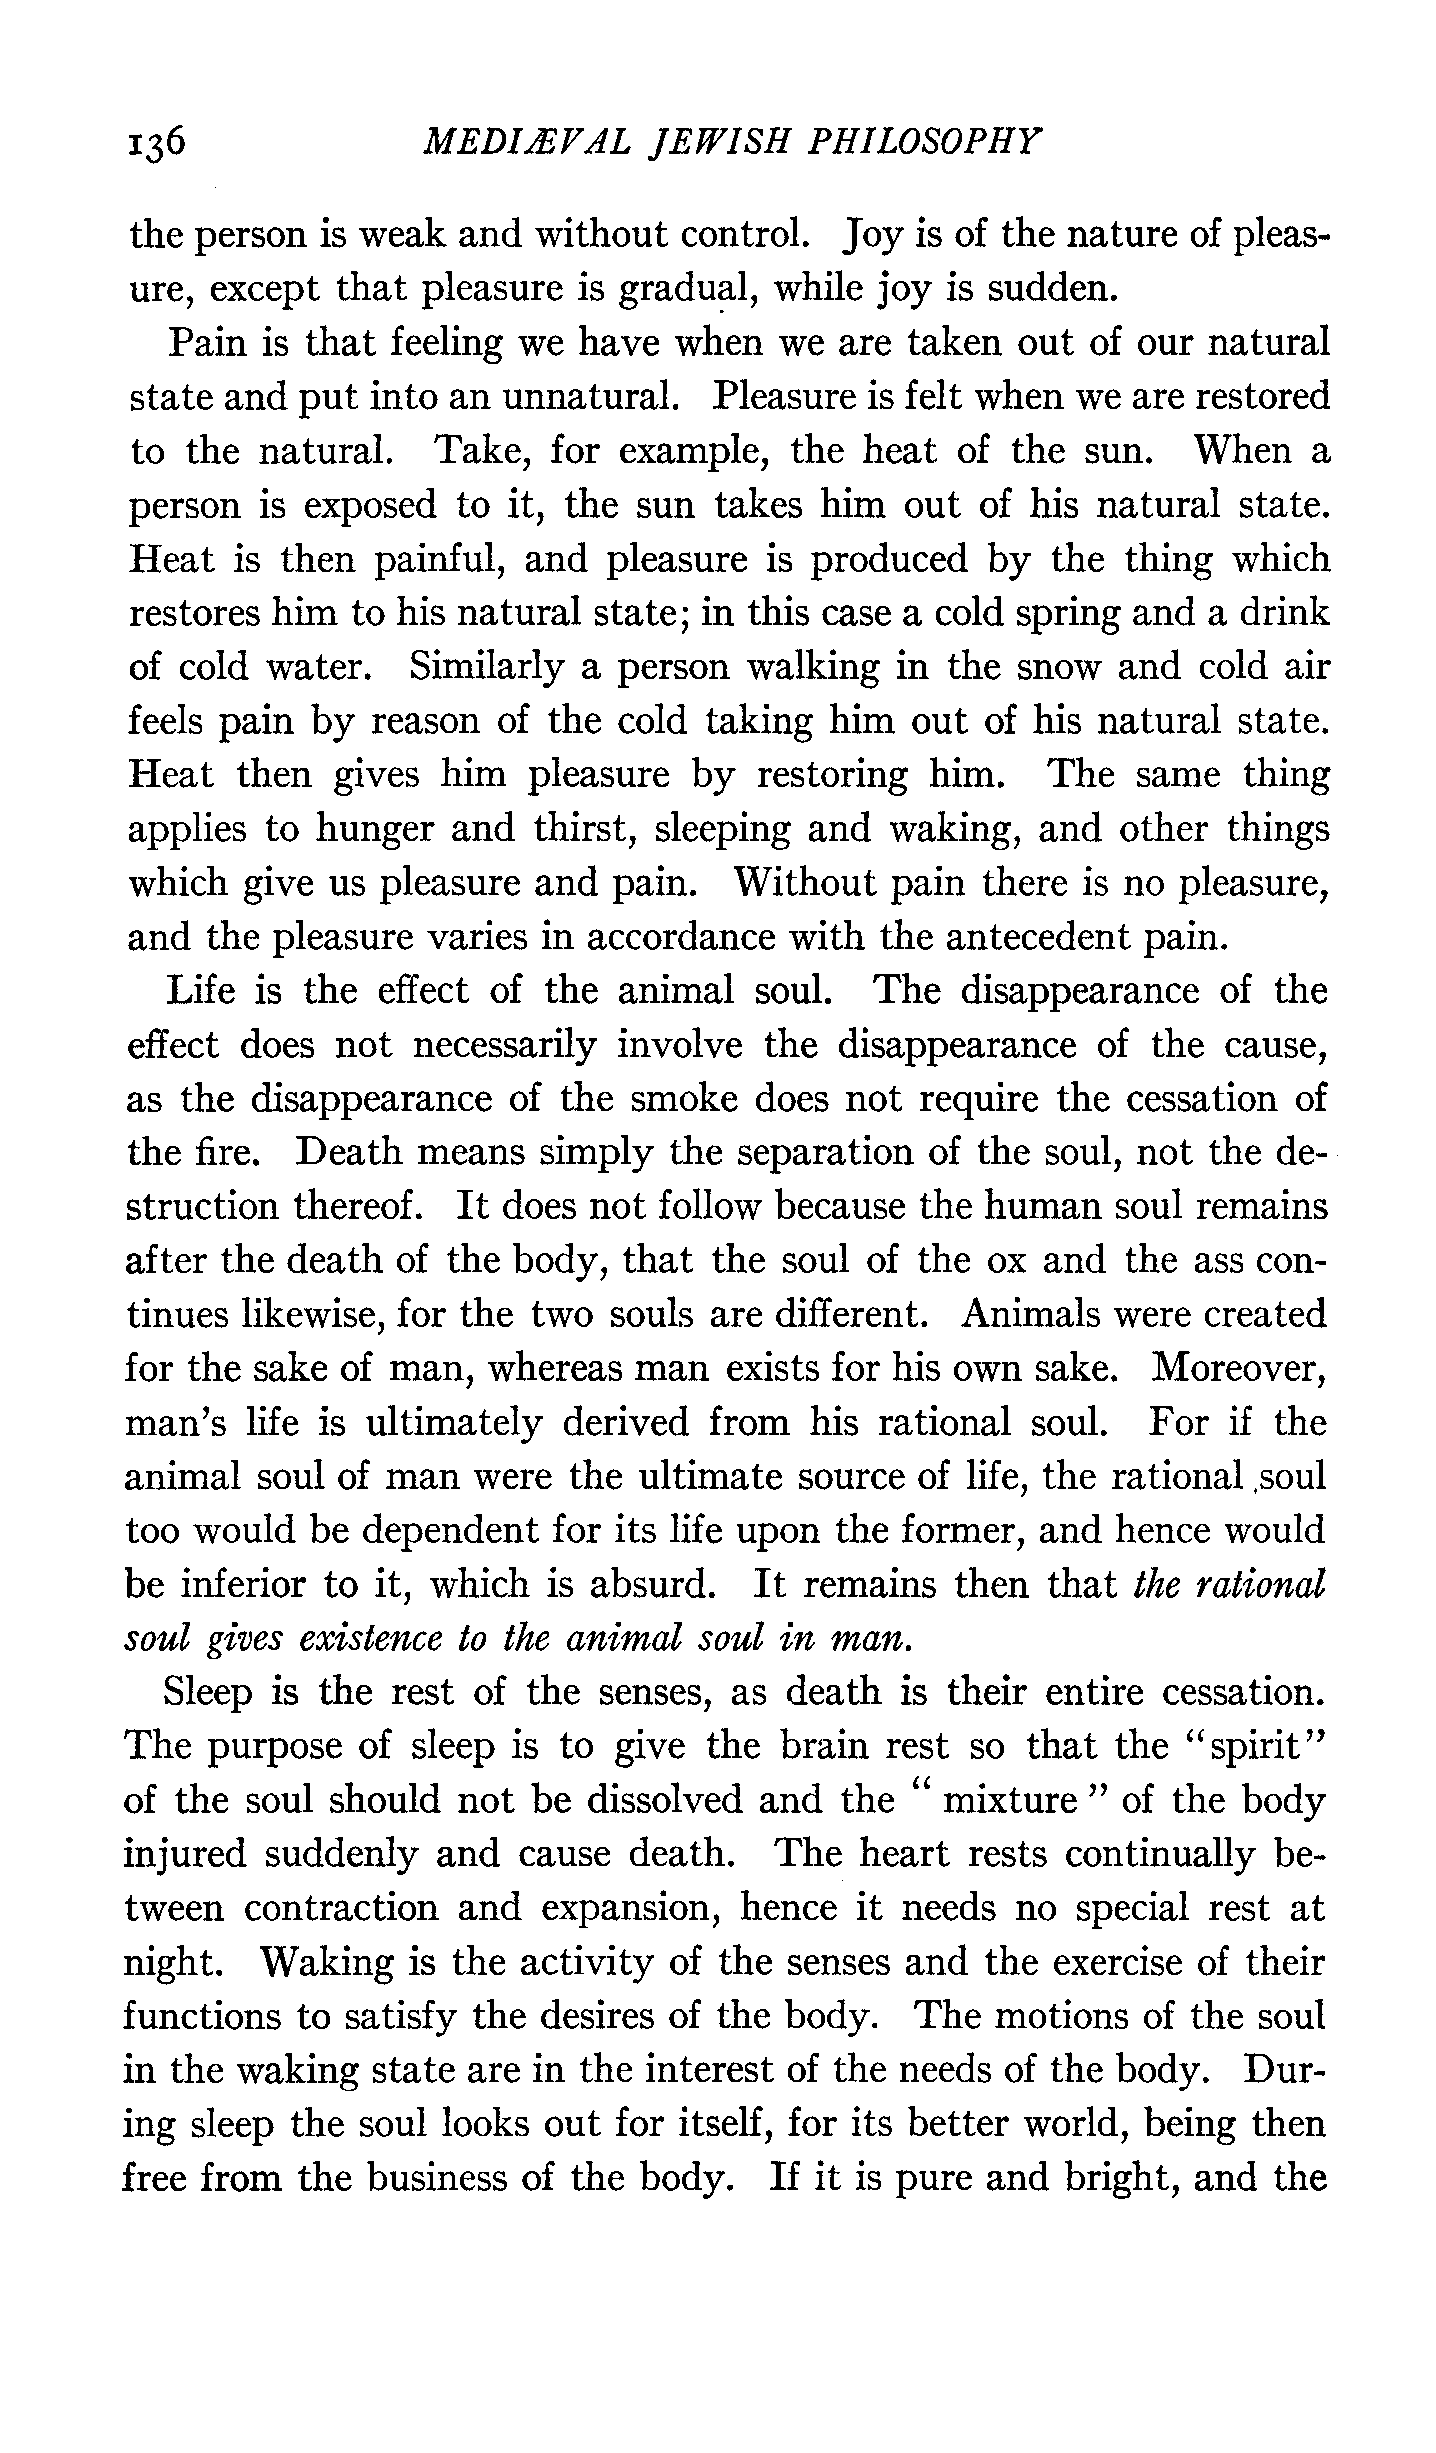 136 MEDIÆVAL JEWISH PHILOSOPHY
the person is weak and without control. Joy is of the nature of pleas-
ure, except that pleasure is gradual, while joy is sudden.
Pain is that feeling we have when we are taken out of our natural
state and put into an unnatural. Pleasure is felt when we are restored
to the natural. Take, for example, the heat of the sun. When a
person is exposed to it, the sun takes him out of his natural state.
Heat is then painful, and pleasure is produced by the thing which
restores him to his natural state; in this case a cold spring and a drink
of cold water. Similarly a person walking in the snow and cold air
feels pain by reason of the cold taking him out of his natural state.
Heat then gives him pleasure by restoring him. The same thing
applies to hunger and thirst, sleeping and waking, and other things
which give us pleasure and pain. Without pain there is no pleasure,
and the pleasure varies in accordance with the antecedent pain.
Life is the effect of the animal soul. The disappearance of the
effect does not necessarily involve the disappearance of the cause,
as the disappearance of the smoke does not require the cessation of
the fire. Death means simply the separation of the soul, not the de-
struction thereof. It does not follow because the human soul remains
after the death of the body, that the soul of the ox and the ass con-
tinues likewise, for the two souls are different. Animals were created
for the sake of man, whereas man exists for his own sake. Moreover,
man's life is ultimately derived from his rational soul. For if the
animal soul of man were the ultimate source of life, the rational soul
too would be dependent for its life upon the former, and hence would
be inferior to it, which is absurd. It remains then that the rational
soul gives existence to the animal soul in man.
Sleep is the rest of the senses, as death is their entire cessation.
The purpose of sleep is to give the brain rest so that the "spirit"
of the soul should not be dissolved and the " mixture " of the body
injured suddenly and cause death. The heart rests continually be-
tween contraction and expansion, hence it needs no special rest at
night. Waking is the activity of the senses and the exercise of their
functions to satisfy the desires of the body. The motions of the soul
in the waking state are in the interest of the needs of the body. Dur-
ing sleep the soul looks out for itself, for its better world, being then
free from the business of the body. If it is pure and bright, and the